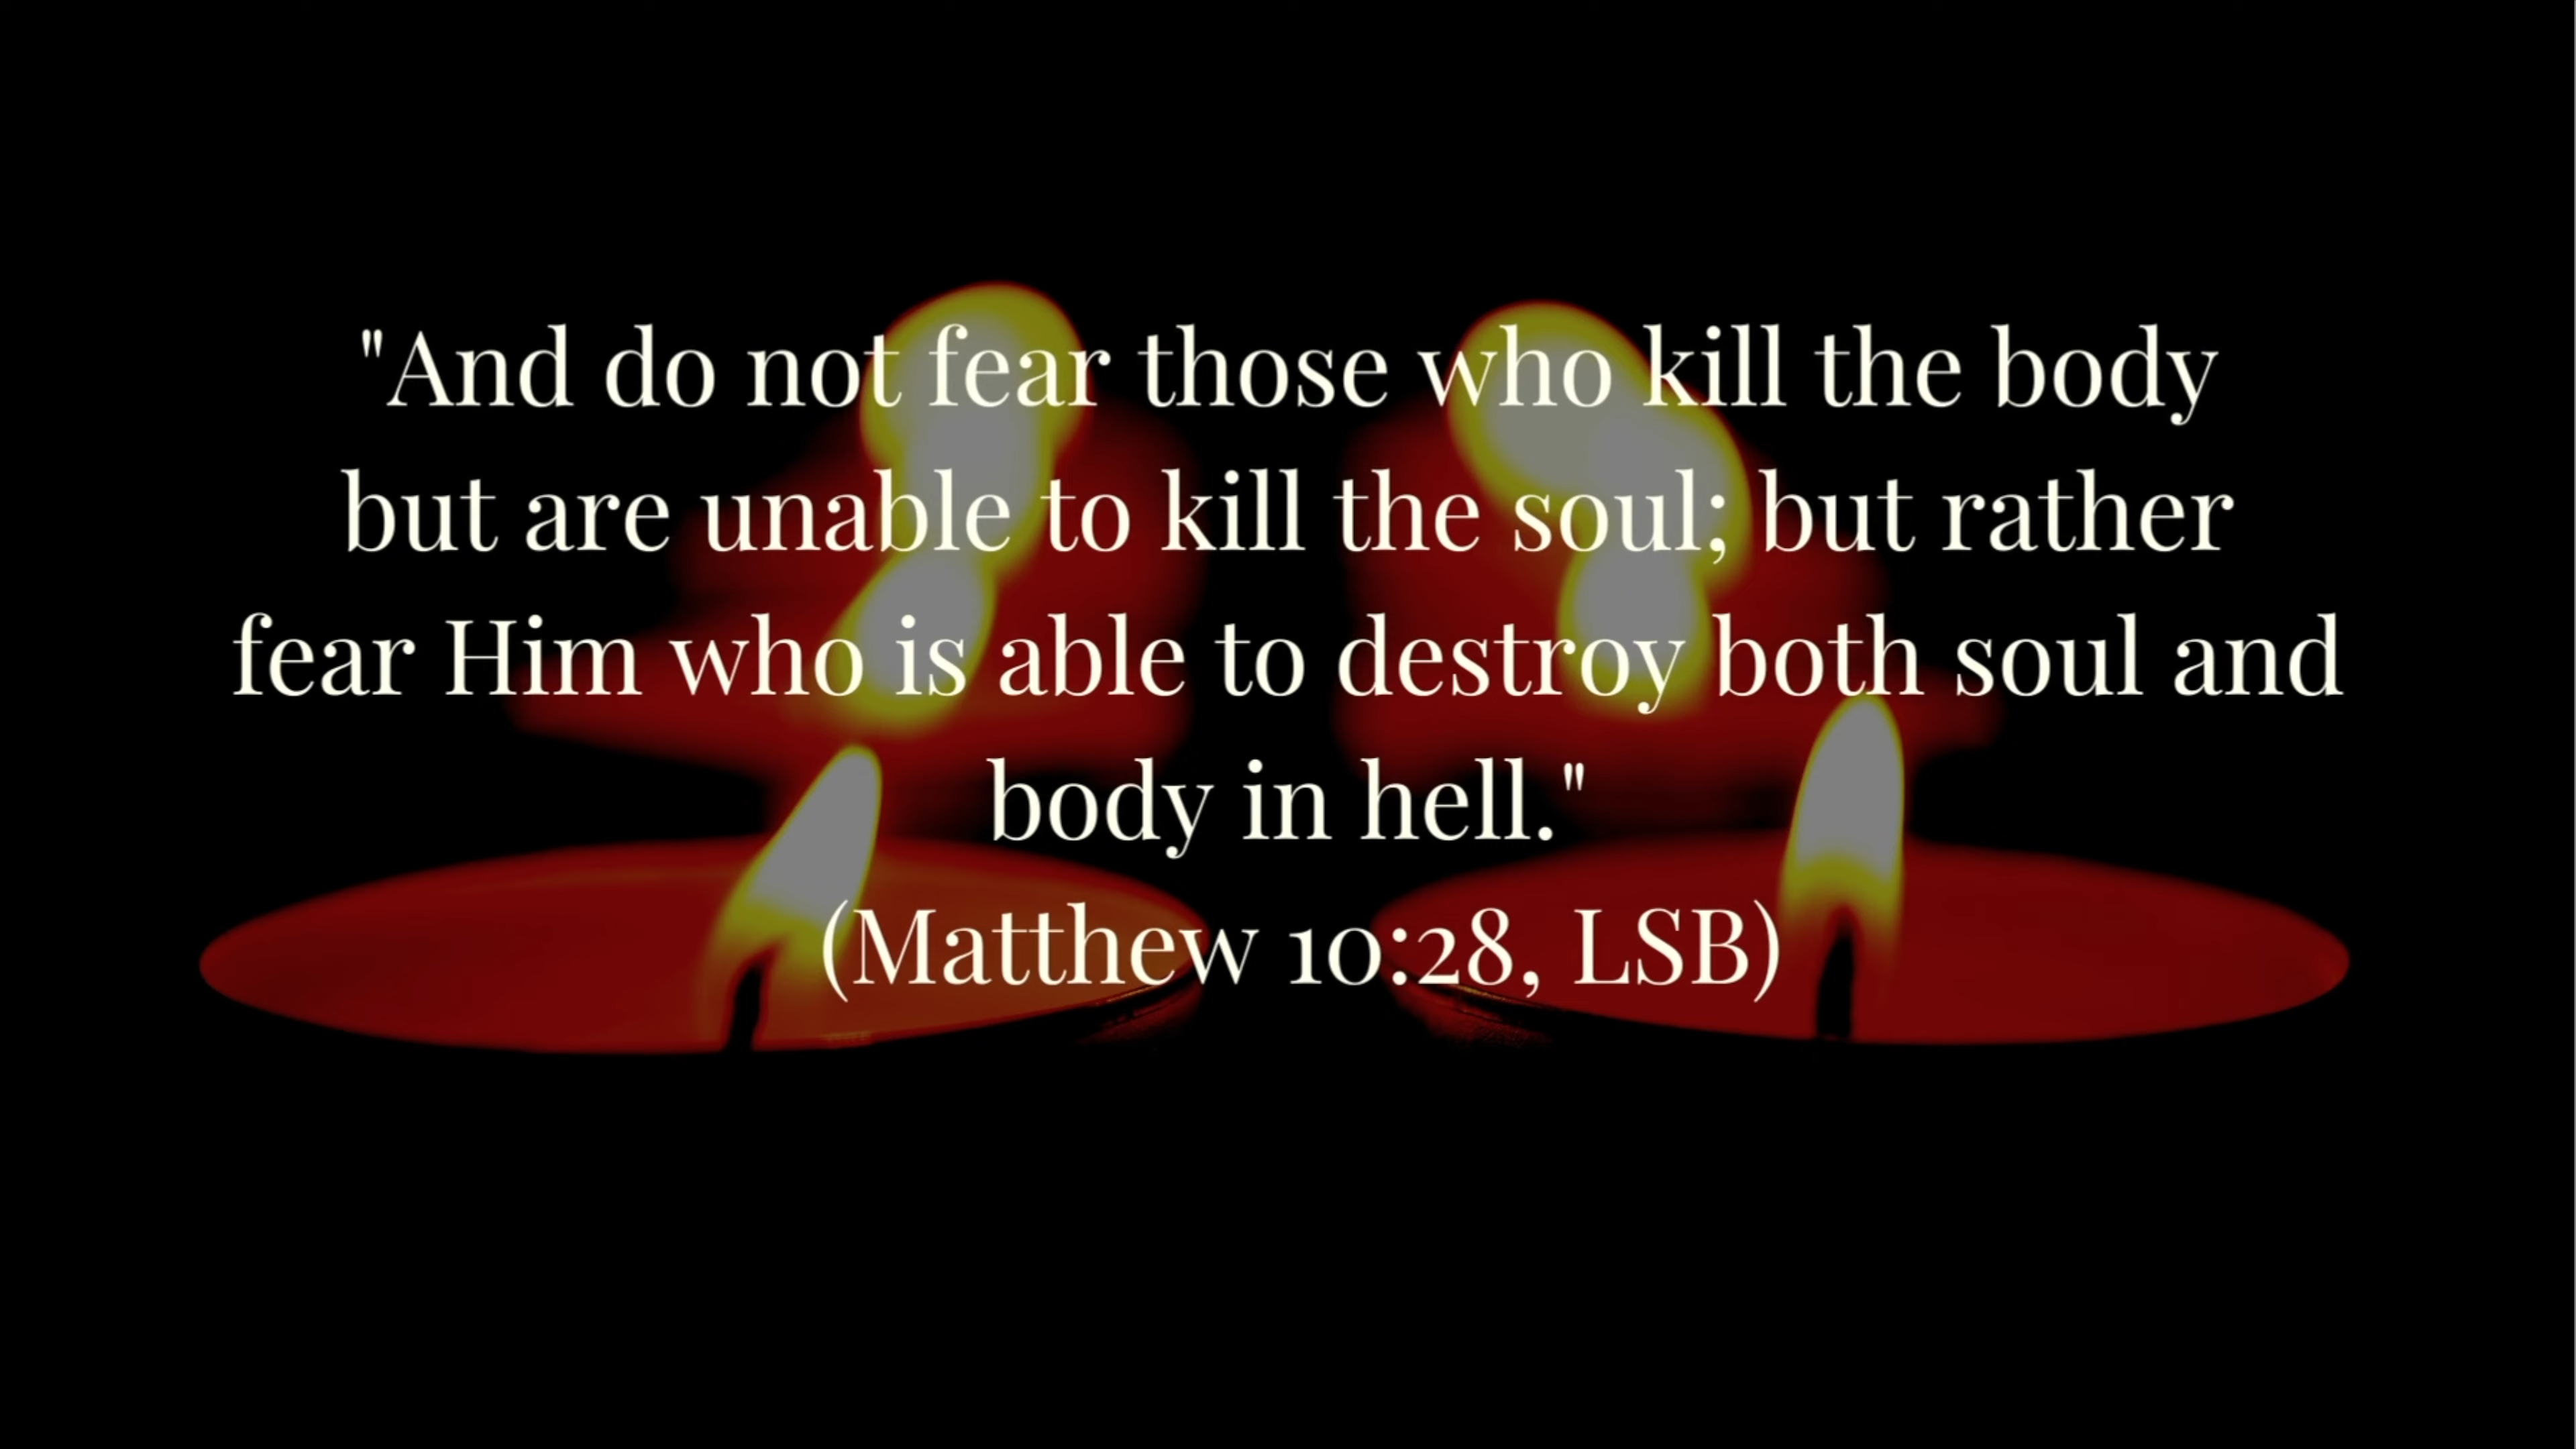 "And do not fear those who kill the body
but are unable to kill the soul; but rather
fear Him who is able to destroy both soul and
body in hell."
(Matthew 10:28, LSB)